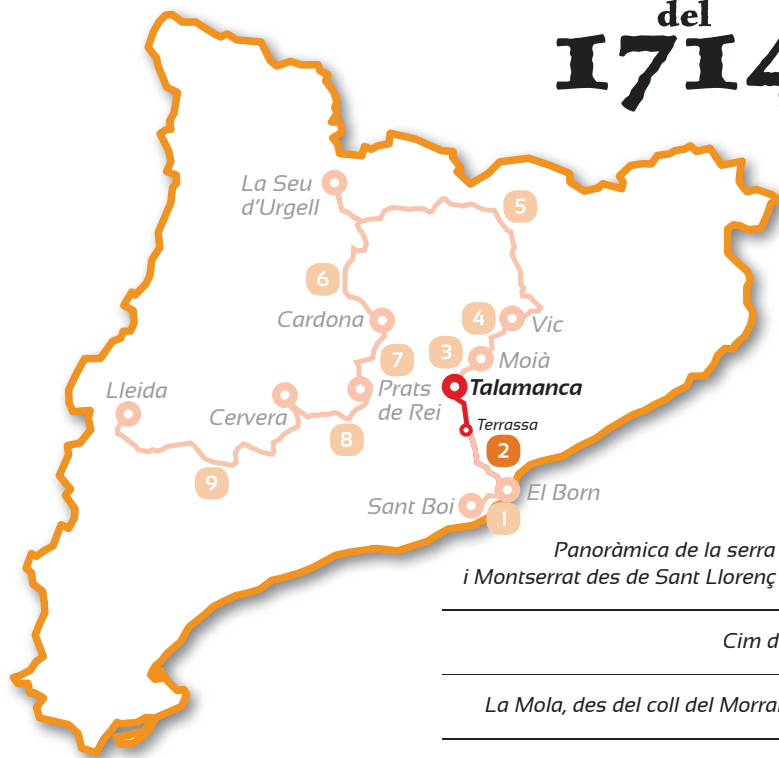 del
1714
La Seu
d'Urgell
5
6
Cardona
4
Vic
3
Moià
7
Lleida
Prats
de Rei
Talamanca
Cervera
Terrassa
8
2
9
El Born
Sant Boi
1
Panoràmica de la serra
i Montserrat des de Sant Llorenç
Cim d
La Mola, des del coll del Morral